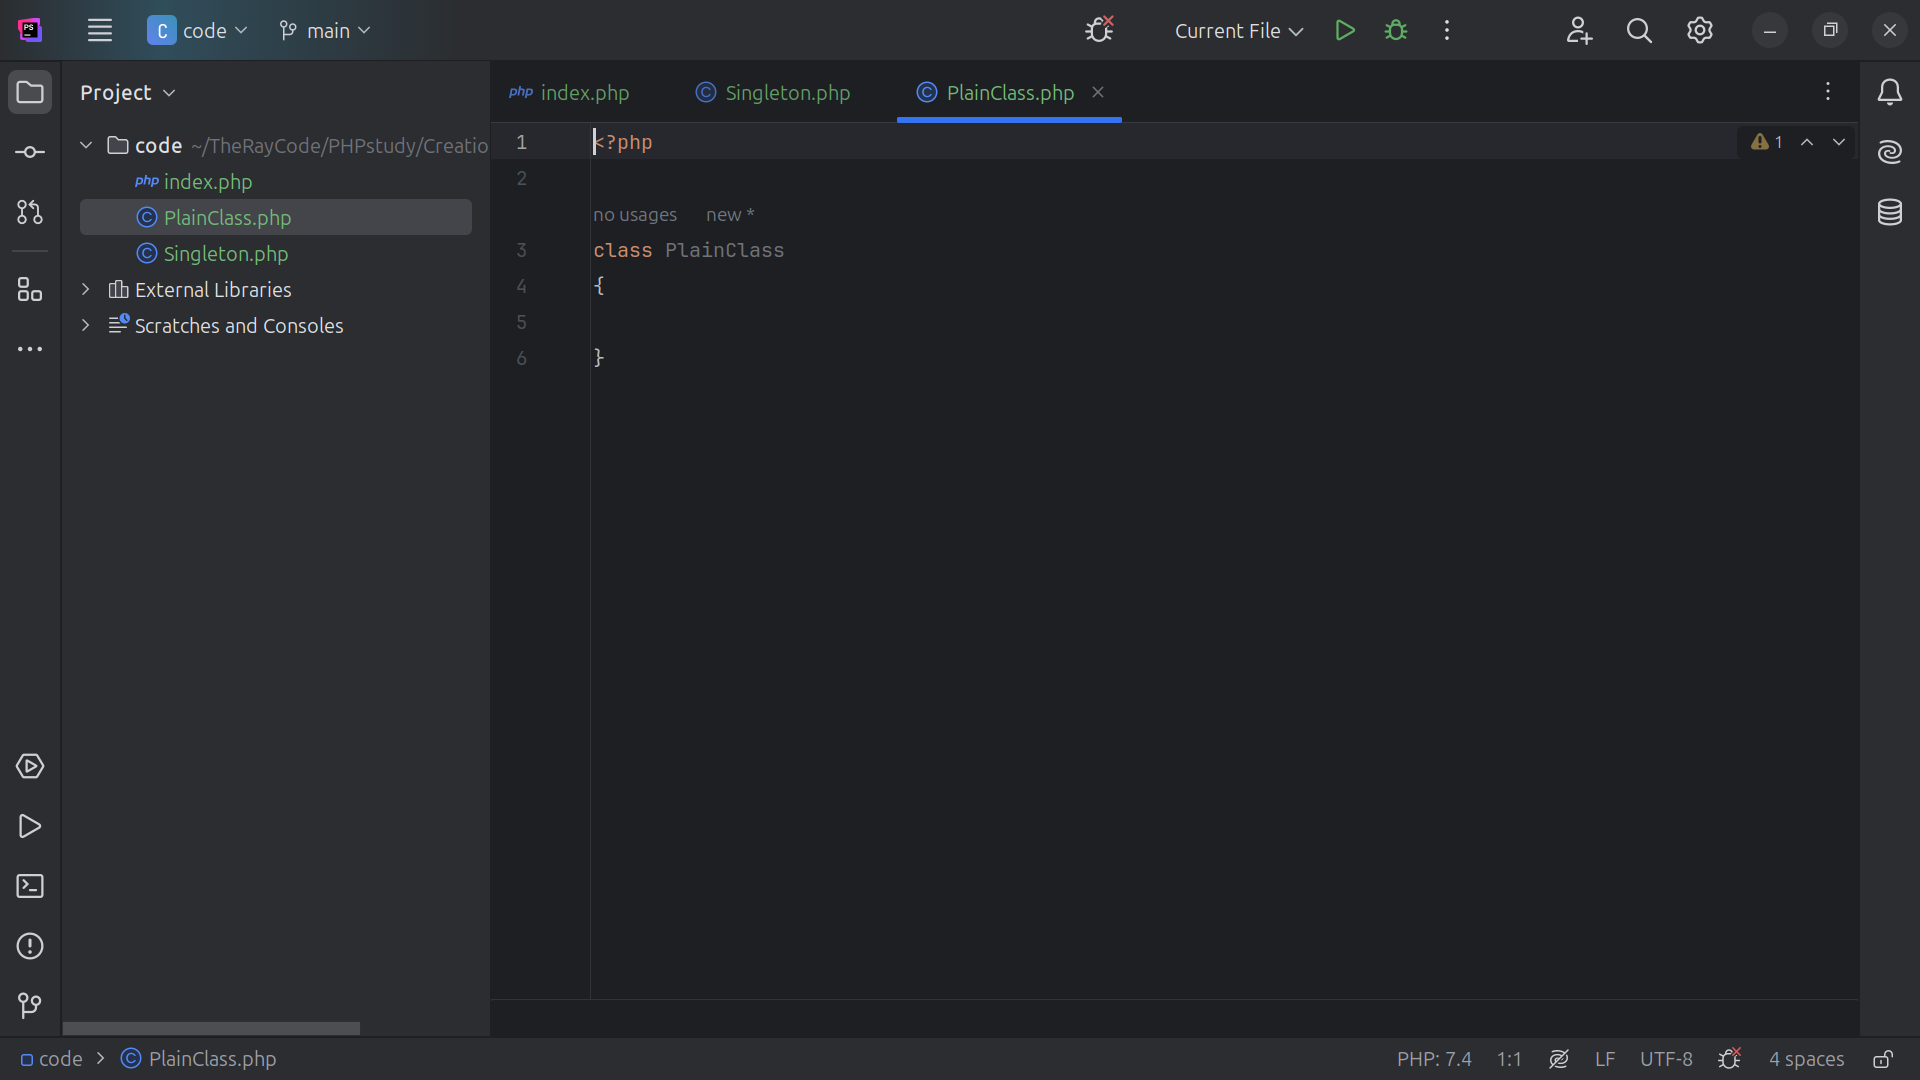 PS
C code main
Current File
Project
php index.php C Singleton.php C PlainClass.php
code ~/TheRayCode/PHPstudy/Creatio
php index.php
C PlainClass.php
C Singleton.php
External Libraries
Scratches and Consoles
1 <?php
1
2
no usages new *
3 class PlainClass
4 {
5
6 }
code > C PlainClass.php
PHP: 7.4 1:1 LF UTF-8 4 spaces